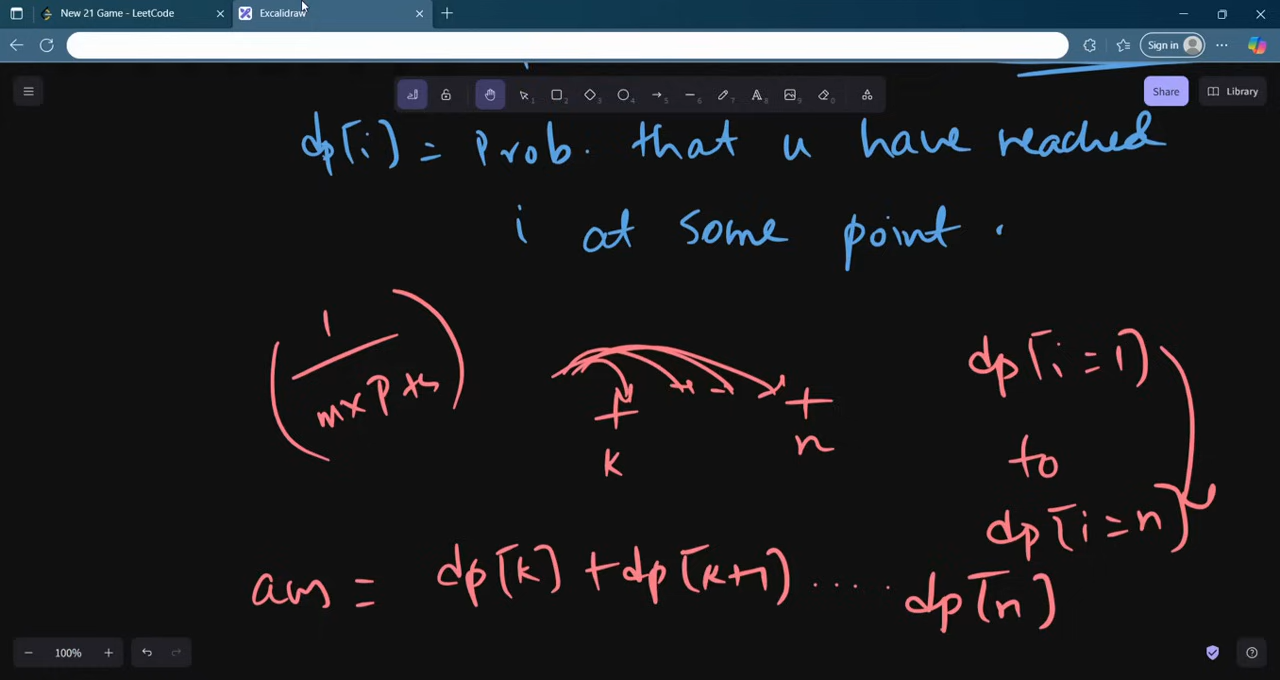 New 21 Game - LeetCode
Excalidraw
Sign in
Share
Library
dp[i] = Prob. that u have reached
i at some point.
(1/mxPts)
k
n
dp[i=1]
to
dp[i=n]
ans = dp[k] + dp[k+1] ..... dp[n]
100%